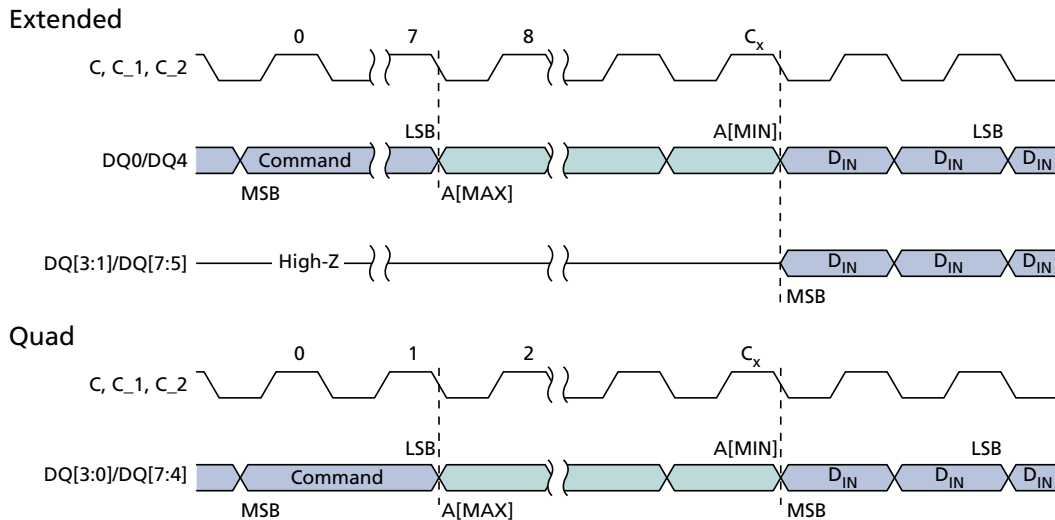 Extended
0 7 8 Cx
C, C_1, C_2
LSB A[MIN] LSB
DQ0/DQ4 Command DIN DIN DIN
MSB A[MAX]
DQ[3:1]/DQ[7:5] High-Z DIN DIN DIN
MSB
Quad
0 1 2 Cx
C, C_1, C_2
LSB A[MIN] LSB
DQ[3:0]/DQ[7:4] Command DIN DIN DIN
MSB A[MAX] MSB